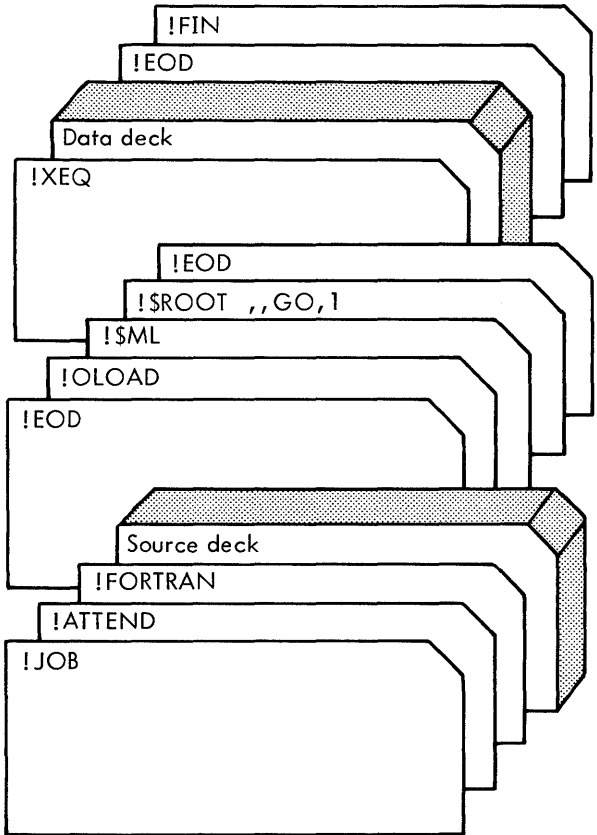 !FIN
!EOD
Data deck
!XEQ
!EOD
!$ROOT ,,GO,1
!$ML
!OLOAD
!EOD
Source deck
!FORTRAN
!ATTEND
!JOB